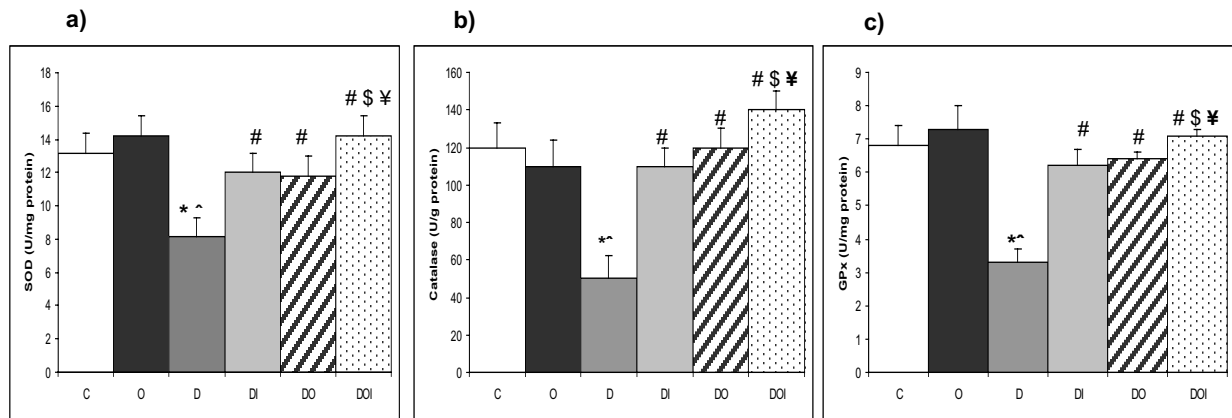 a)
18
16
14
12
10
8
6
4
2
0
SOD (U/mg protein)
* ˆ
#
#
# $ ¥
C O D DI DO DOI
b)
160
140
120
100
80
60
40
20
0
Catalase (U/g protein)
*ˆ
#
#
# $ ¥
C O D DI DO DOI
c)
9
8
7
6
5
4
3
2
1
0
GPx (U/mg protein)
*ˆ
#
#
# $ ¥
C O D DI DO DOI